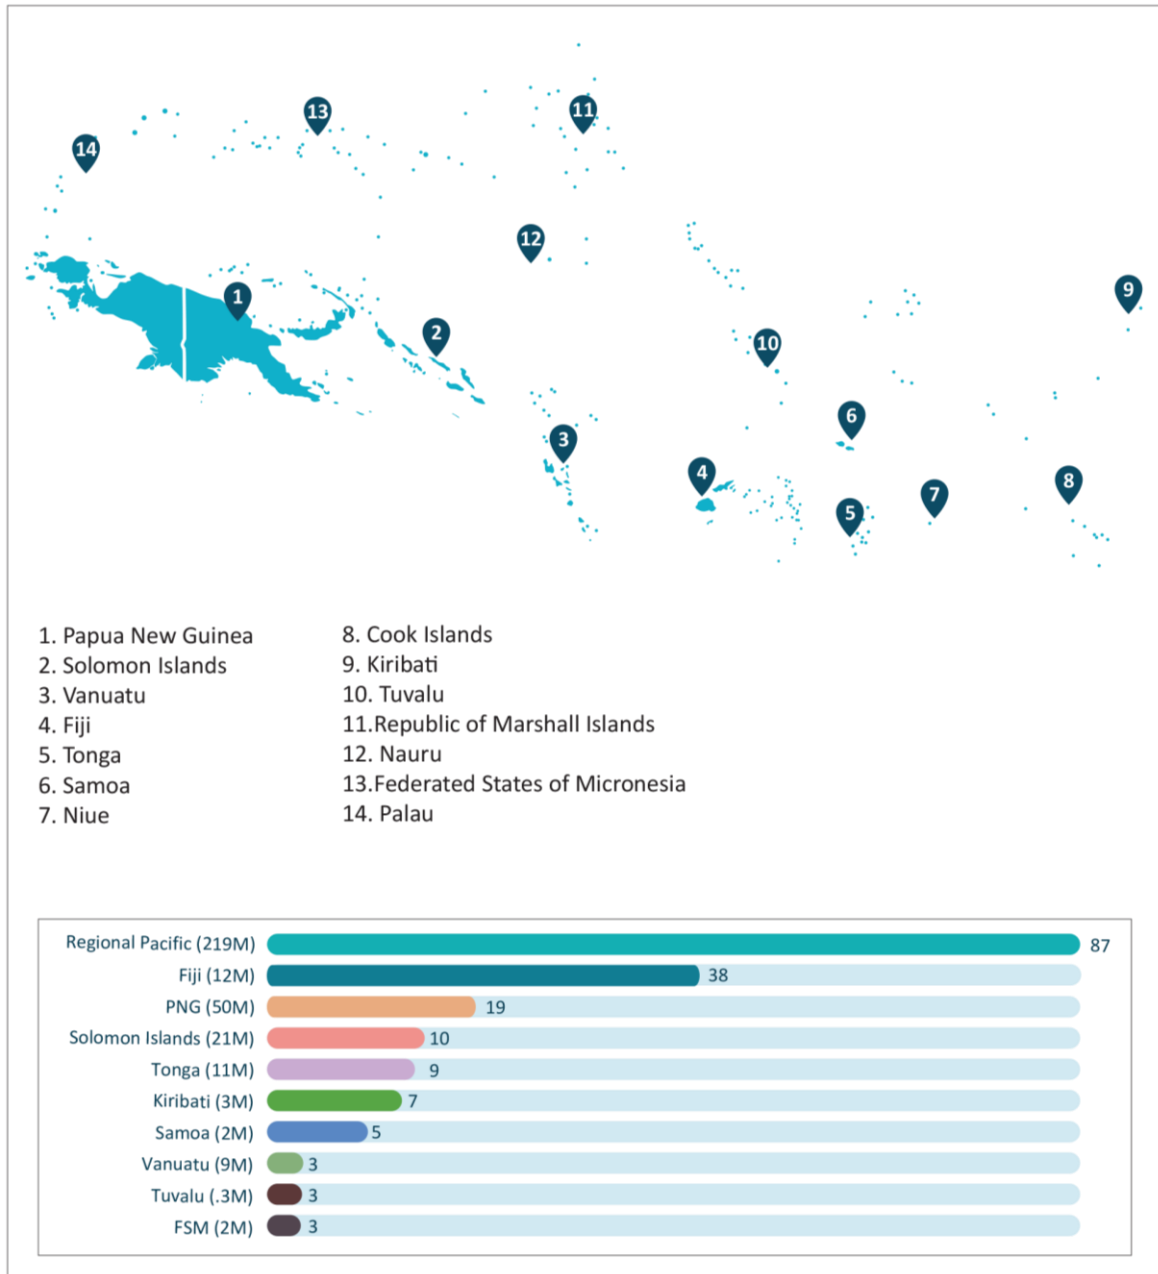 13
11
14
12
9
1
2
10
6
3
4
8
7
5
1. Papua New Guinea
2. Solomon Islands
3. Vanuatu
4. Fiji
5. Tonga
6. Samoa
7. Niue
8. Cook Islands
9. Kiribati
10. Tuvalu
11.Republic of Marshall Islands
12. Nauru
13.Federated States of Micronesia
14. Palau
Regional Pacific (219M) 87
Fiji (12M) 38
PNG (50M) 19
Solomon Islands (21M) 10
Tonga (11M) 9
Kiribati (3M) 7
Samoa (2M) 5
Vanuatu (9M) 3
Tuvalu (.3M) 3
FSM (2M) 3